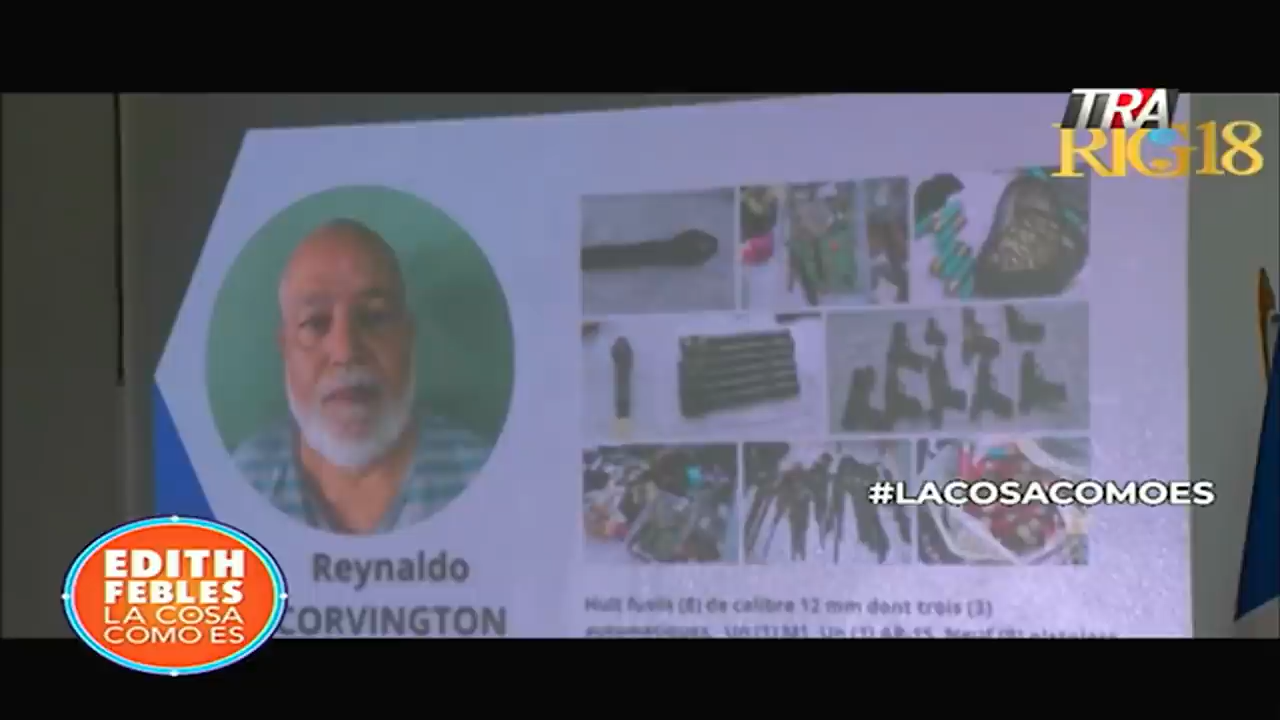 TRA
RIG18
#LACOSACOMOES
EDITH
FEBLES
LA COSA
COMO ES
Reynaldo
CORVINGTON
Huit fusils (8) de calibre 12 mm dont trois (3)